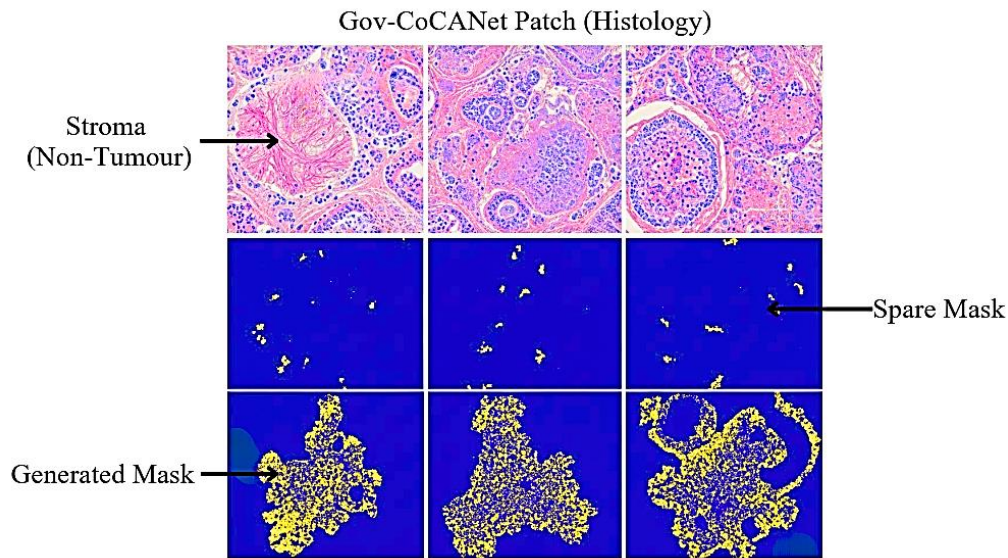 Gov-CoCANet Patch (Histology)
Stroma
(Non-Tumour)
Spare Mask
Generated Mask